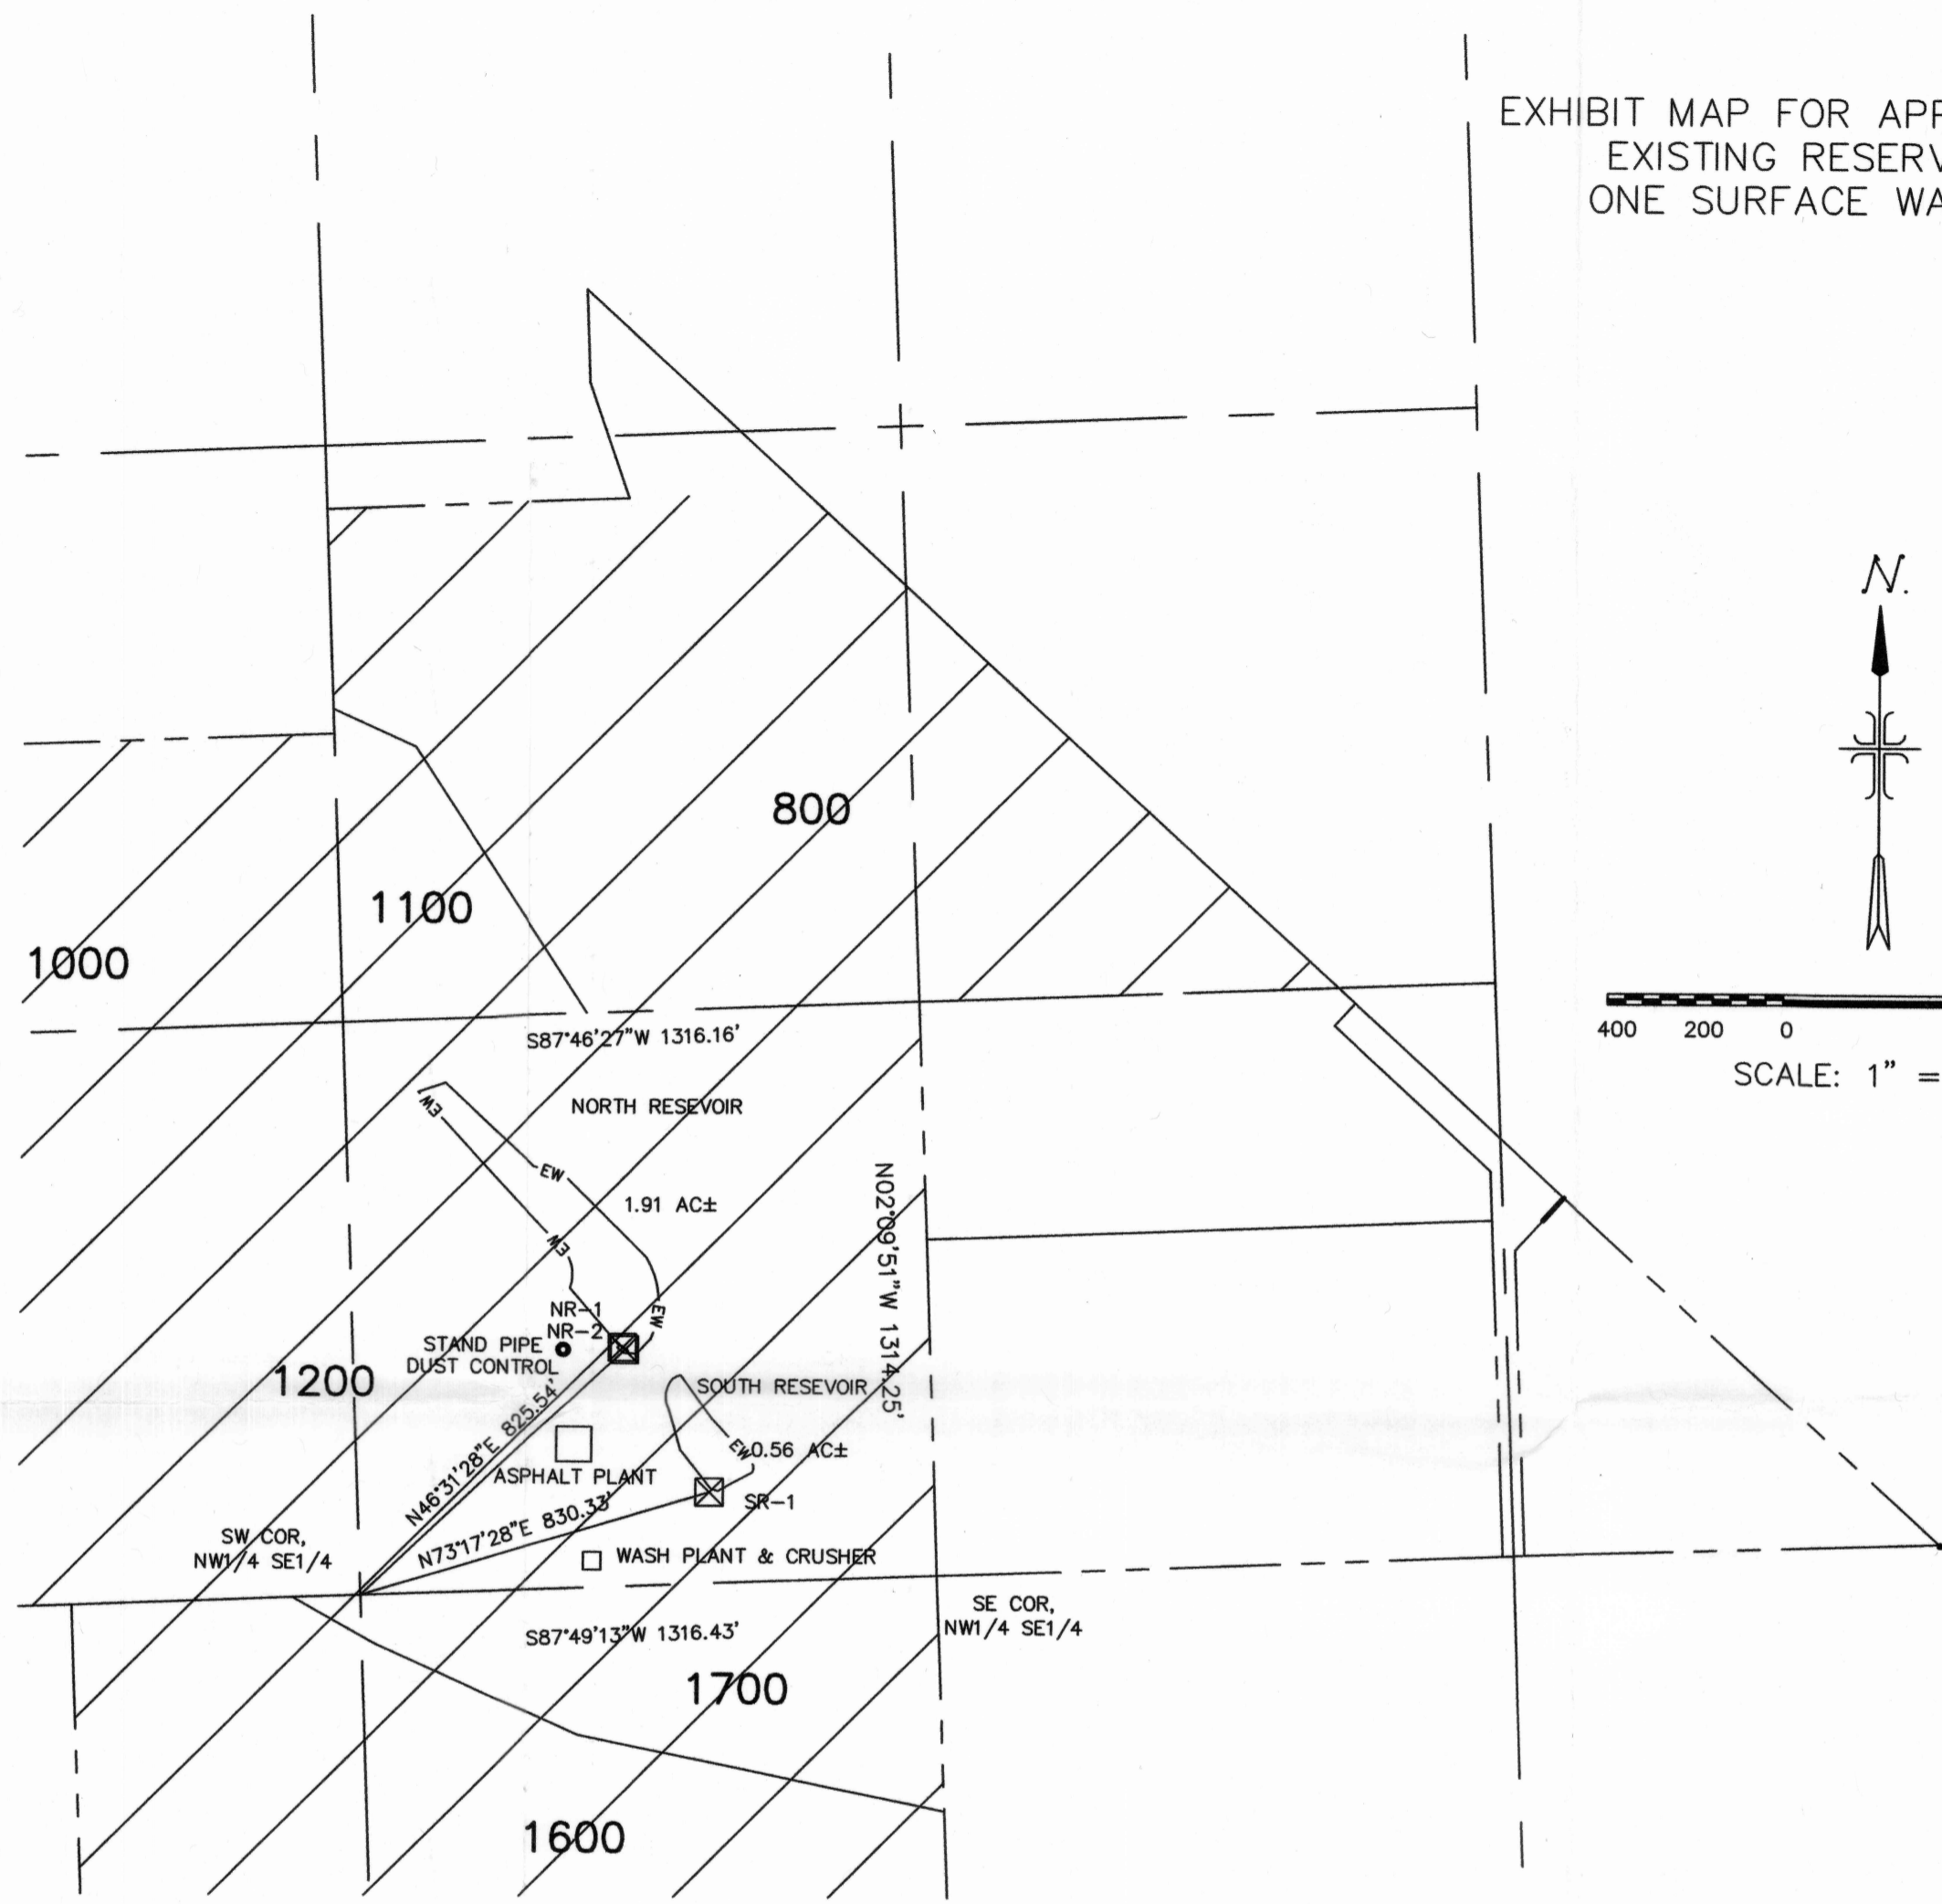 EXHIBIT MAP FOR APP
EXISTING RESERV
ONE SURFACE WA
N.
800
1100
1000
400 200 0
SCALE: 1" =
S87°46'27"W 1316.16'
NORTH RESEVOIR
EW
EW
1.91 AC±
N02°09'51"W 1314.25'
EW
EW
NR-1
NR-2
STAND PIPE
DUST CONTROL
1200
SOUTH RESEVOIR
N46°31'28"E 825.54'
EW
0.56 AC±
ASPHALT PLANT
SR-1
N73°17'28"E 830.33'
SW COR,
NW1/4 SE1/4
WASH PLANT & CRUSHER
SE COR,
NW1/4 SE1/4
S87°49'13"W 1316.43'
1700
1600